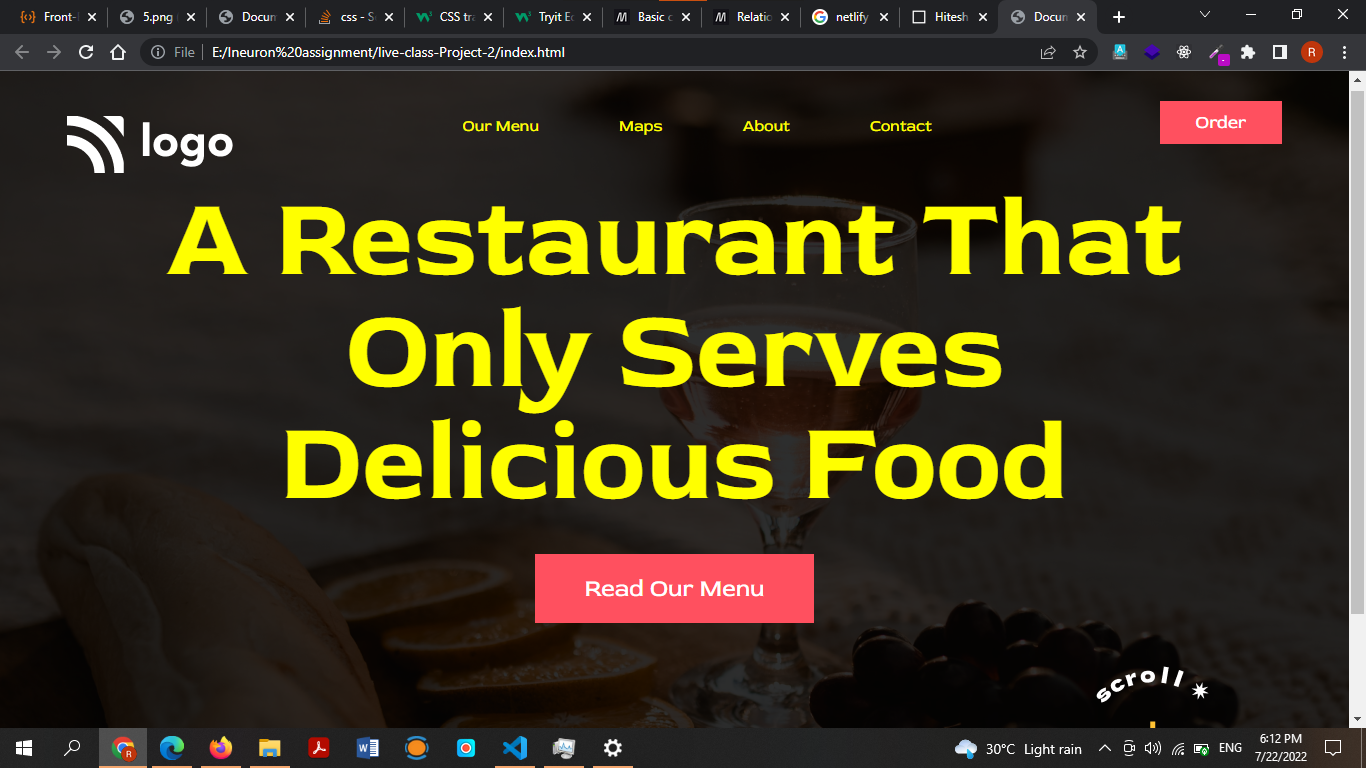 Front-
5.png
Docum
css - S
CSS tra
Tryit Ed
Basic c
Relatio
netlify
Hitesh
Docum
File
E:/Ineuron%20assignment/live-class-Project-2/index.html
R
logo
Our Menu
Maps
About
Contact
Order
A Restaurant That
Only Serves
Delicious Food
Read Our Menu
scroll
30°C Light rain
ENG
6:12 PM
7/22/2022